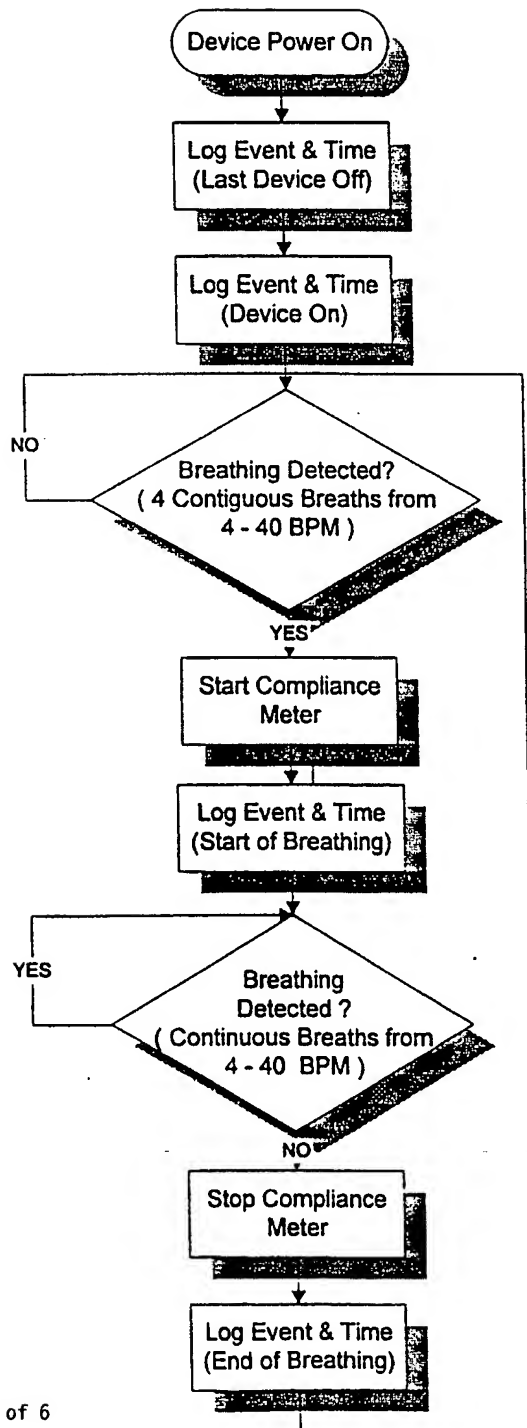 Device Power On
Log Event & Time
(Last Device Off)
Log Event & Time
(Device On)
NO
Breathing Detected?
( 4 Contiguous Breaths from
4 - 40 BPM )
YES
Start Compliance
Meter
Log Event & Time
(Start of Breathing)
YES
Breathing
Detected ?
( Continuous Breaths from
4 - 40 BPM )
NO
Stop Compliance
Meter
Log Event & Time
(End of Breathing)
of 6